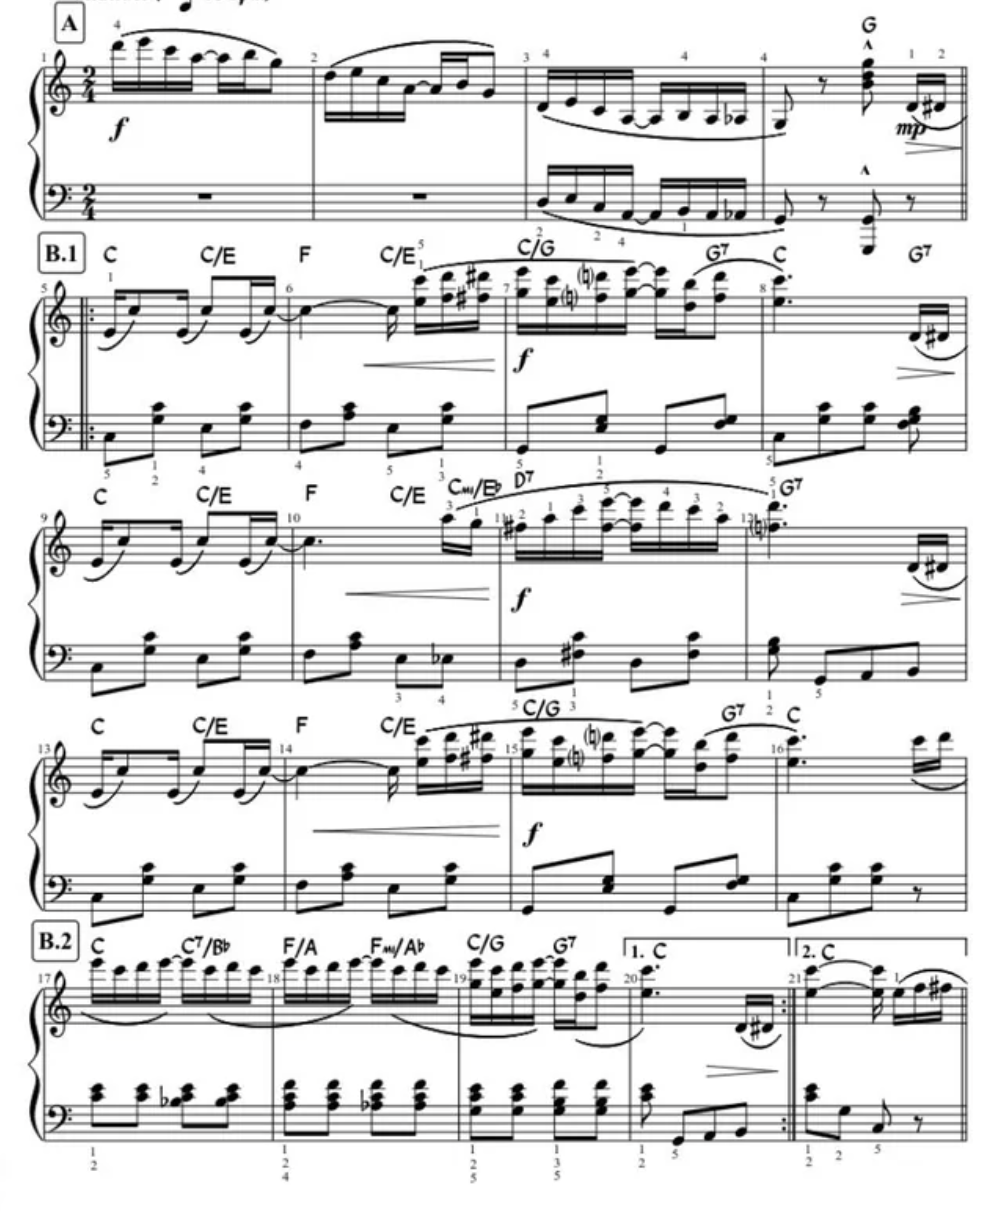 A 4 G
1 2 3 4 4 4 1 2
2 4
f mp
2 4
2 2 4 1
B.1 C C/E F C/E C/G G7 C G7
5 1 6 5 1 7 8
f
5 1 2 4 4 5 1 3 5 1 2 5
C C/E F C/E Cmi/Eb D7 G7
9 10 3 1 11 2 1 3 5 4 3 2 12 5 1
f
3 4 5 1 3 1 2 5
C C/E F C/E C/G G7 C
13 14 15 16
f
B.2 C C7/Bb F/A Fmi/Ab C/G G7 1. C 2. C
17 18 19 20 21 1
1 2 1 2 4 1 2 5 1 3 5 1 2 5 1 2 2 5